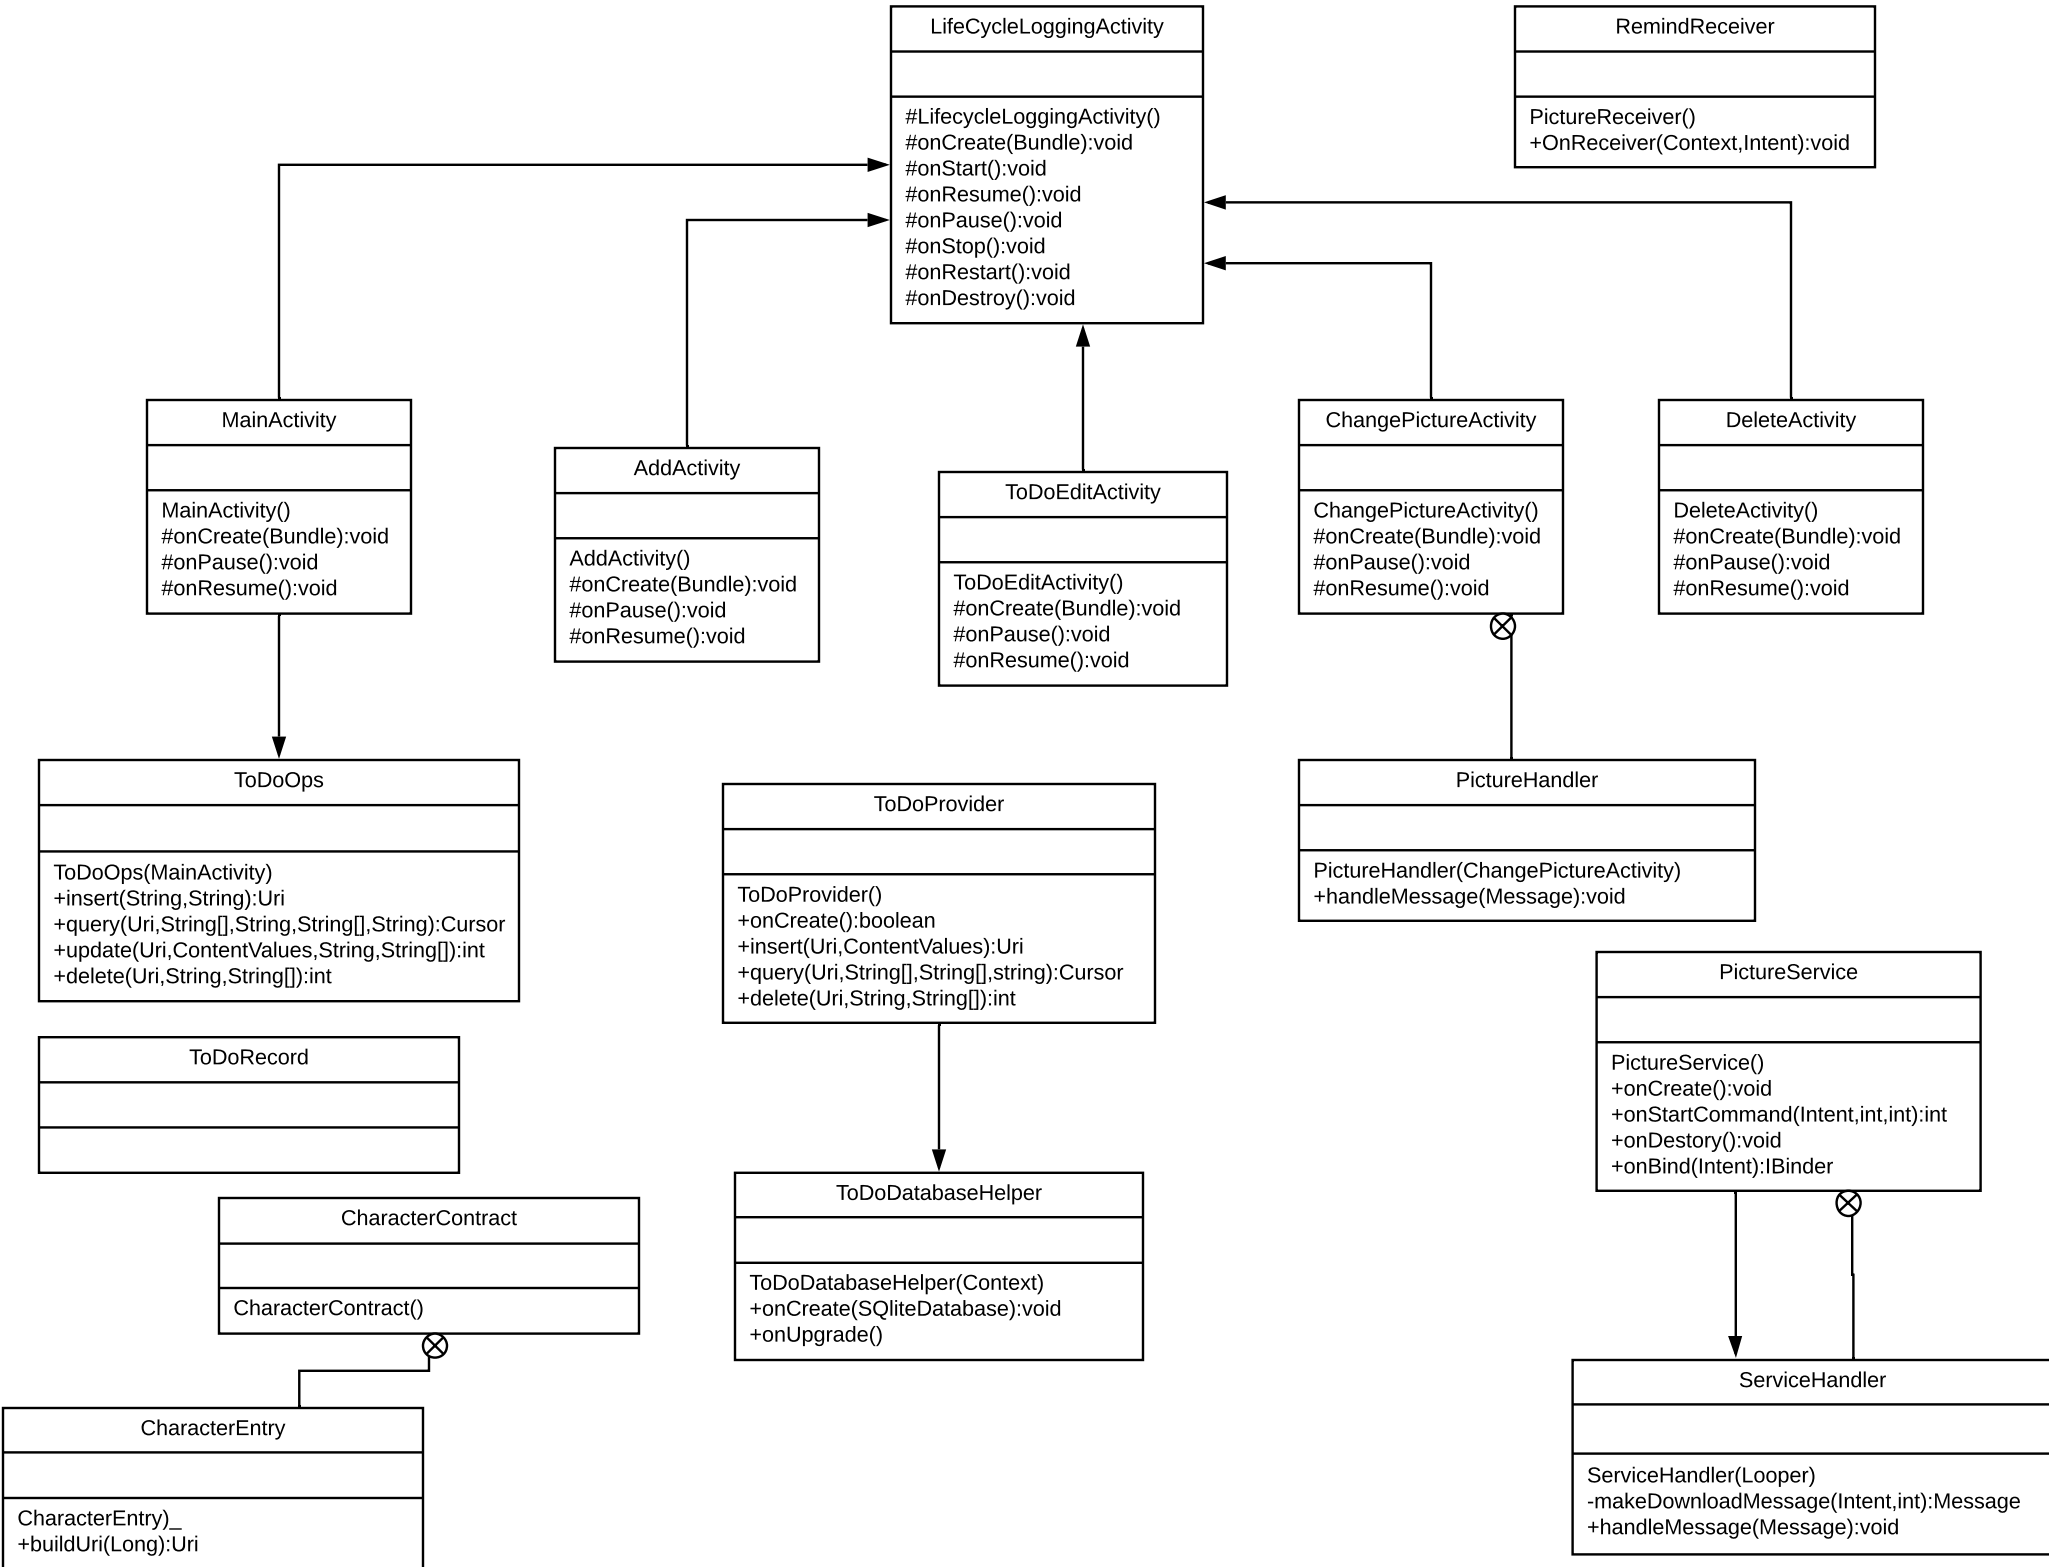 LifeCycleLoggingActivity
#LifecycleLoggingActivity()
#onCreate(Bundle):void
#onStart():void
#onResume():void
#onPause():void
#onStop():void
#onRestart():void
#onDestroy():void
RemindReceiver
PictureReceiver()
+OnReceiver(Context,Intent):void
MainActivity
MainActivity()
#onCreate(Bundle):void
#onPause():void
#onResume():void
AddActivity
AddActivity()
#onCreate(Bundle):void
#onPause():void
#onResume():void
ToDoEditActivity
ToDoEditActivity()
#onCreate(Bundle):void
#onPause():void
#onResume():void
ChangePictureActivity
ChangePictureActivity()
#onCreate(Bundle):void
#onPause():void
#onResume():void
DeleteActivity
DeleteActivity()
#onCreate(Bundle):void
#onPause():void
#onResume():void
ToDoOps
ToDoOps(MainActivity)
+insert(String,String):Uri
+query(Uri,String[],String,String[],String):Cursor
+update(Uri,ContentValues,String,String[]):int
+delete(Uri,String,String[]):int
ToDoProvider
ToDoProvider()
+onCreate():boolean
+insert(Uri,ContentValues):Uri
+query(Uri,String[],String[],string):Cursor
+delete(Uri,String,String[]):int
PictureHandler
PictureHandler(ChangePictureActivity)
+handleMessage(Message):void
PictureService
PictureService()
+onCreate():void
+onStartCommand(Intent,int,int):int
+onDestory():void
+onBind(Intent):IBinder
ToDoRecord
CharacterContract
CharacterContract()
ToDoDatabaseHelper
ToDoDatabaseHelper(Context)
+onCreate(SQliteDatabase):void
+onUpgrade()
CharacterEntry
CharacterEntry)_
+buildUri(Long):Uri
ServiceHandler
ServiceHandler(Looper)
-makeDownloadMessage(Intent,int):Message
+handleMessage(Message):void